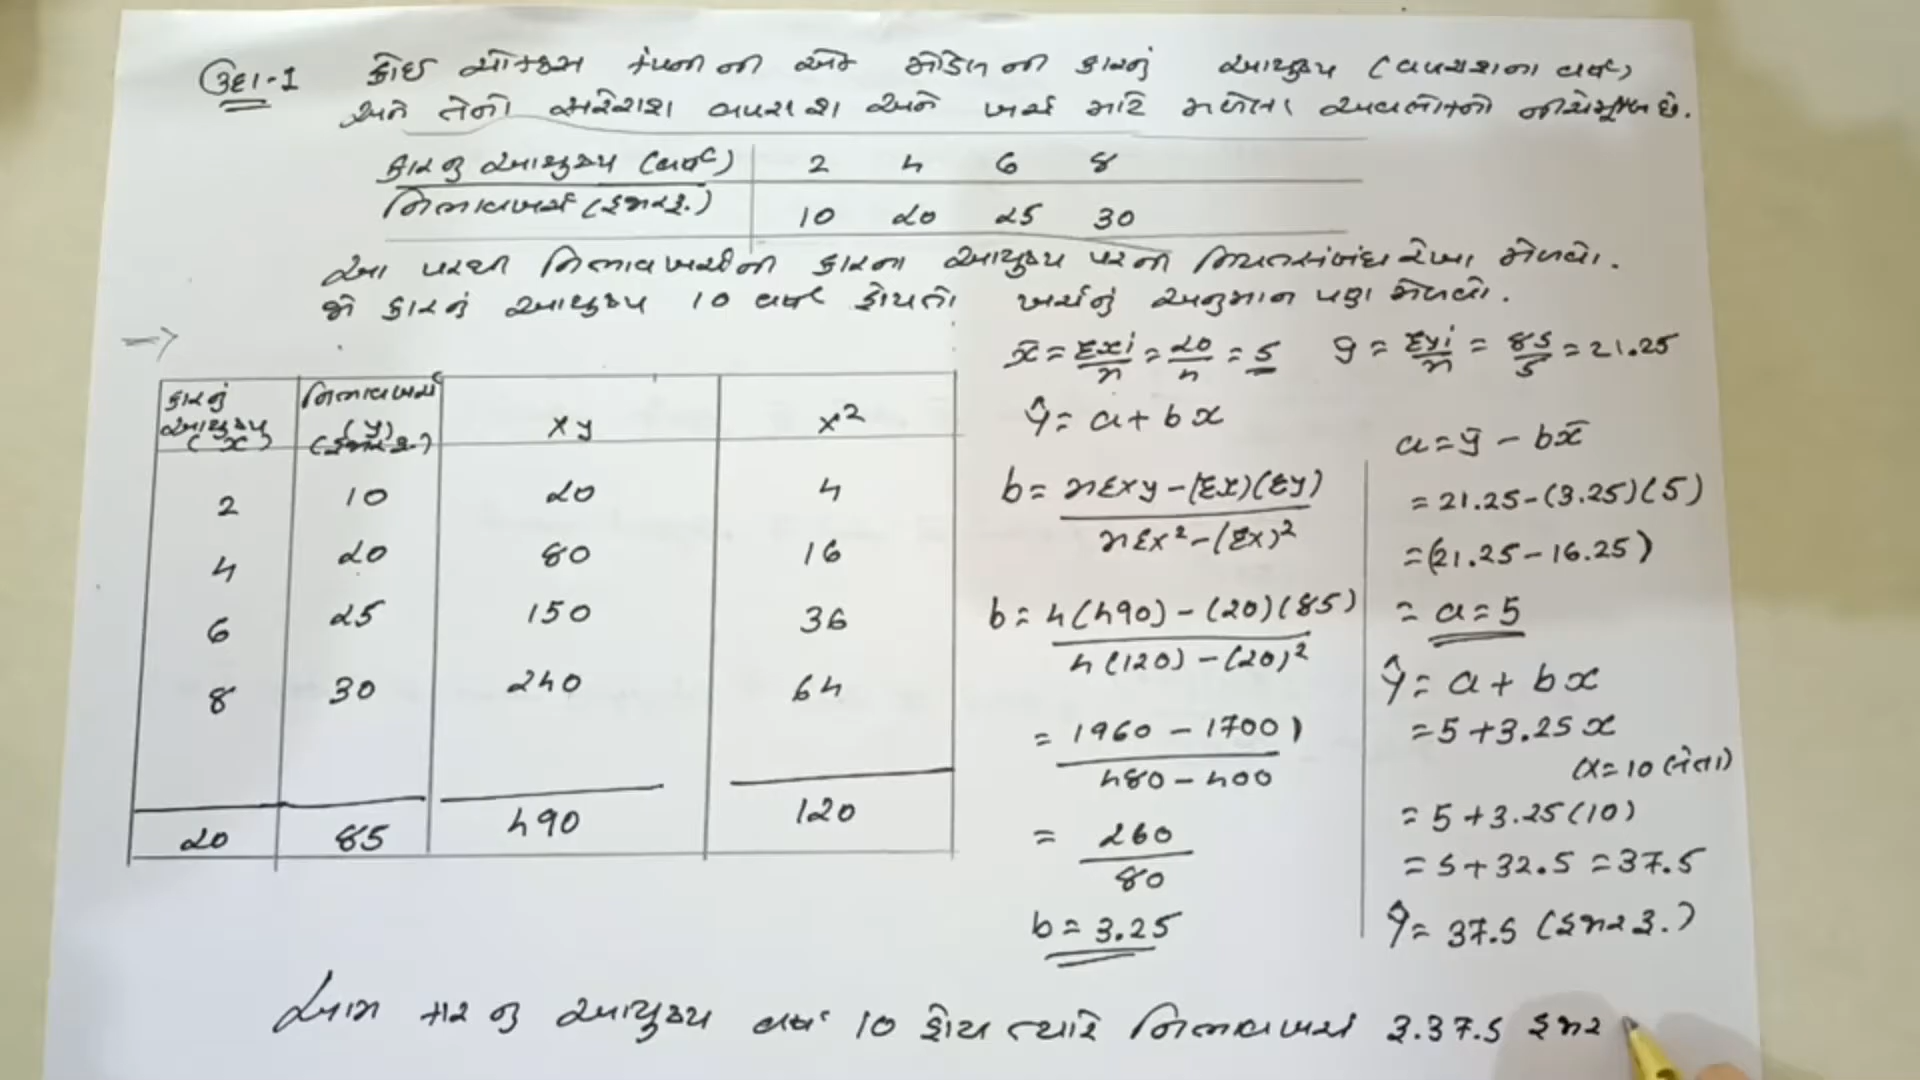 ઉદા-1 કોઈ ચોક્કસ કંપનીની એક મોડેલની કારનું આયુષ્ય (વપરાશના વર્ષ)
અને તેનો સરેરાશ વપરાશ અને ખર્ચ માટે મળેલા અવલોકનો નીચેમુજબ છે.
કારનું આયુષ્ય (વર્ષ) 2 4 6 8
નિભાવખર્ચ (હજાર રૂ.) 10 20 25 30
આ પરથી નિભાવખર્ચની કારના આયુષ્ય પરની નિયતસંબંધ રેખા મેળવો.
જો કારનું આયુષ્ય 10 વર્ષ હોયતો ખર્ચનું અનુમાન પણ મેળવો.
→
કારનું આયુષ્ય (x) નિભાવખર્ચ (y) (હજાર રૂ.) xy x²
2 10 20 4
4 20 80 16
6 25 150 36
8 30 240 64
20 85 490 120
x̄ = Σxi/n = 20/4 = 5 ȳ = Σyi/n = 85/5 = 21.25
ŷ = a + bx
b = nΣxy - (Σx)(Σy) / nΣx² - (Σx)²
b = 4(490) - (20)(85) / 4(120) - (20)²
= 1960 - 1700) / 480 - 400
= 260 / 80
b = 3.25
a = ȳ - bx̄
= 21.25 - (3.25)(5)
= (21.25 - 16.25)
= a = 5
ŷ = a + bx
= 5 + 3.25x
x = 10 લેતા)
= 5 + 3.25(10)
= 5 + 32.5 = 37.5
ŷ = 37.5 (હજાર રૂ.)
આમ કારનું આયુષ્ય વર્ષ 10 હોય ત્યારે નિભાવખર્ચ રૂ. 37.5 હજાર